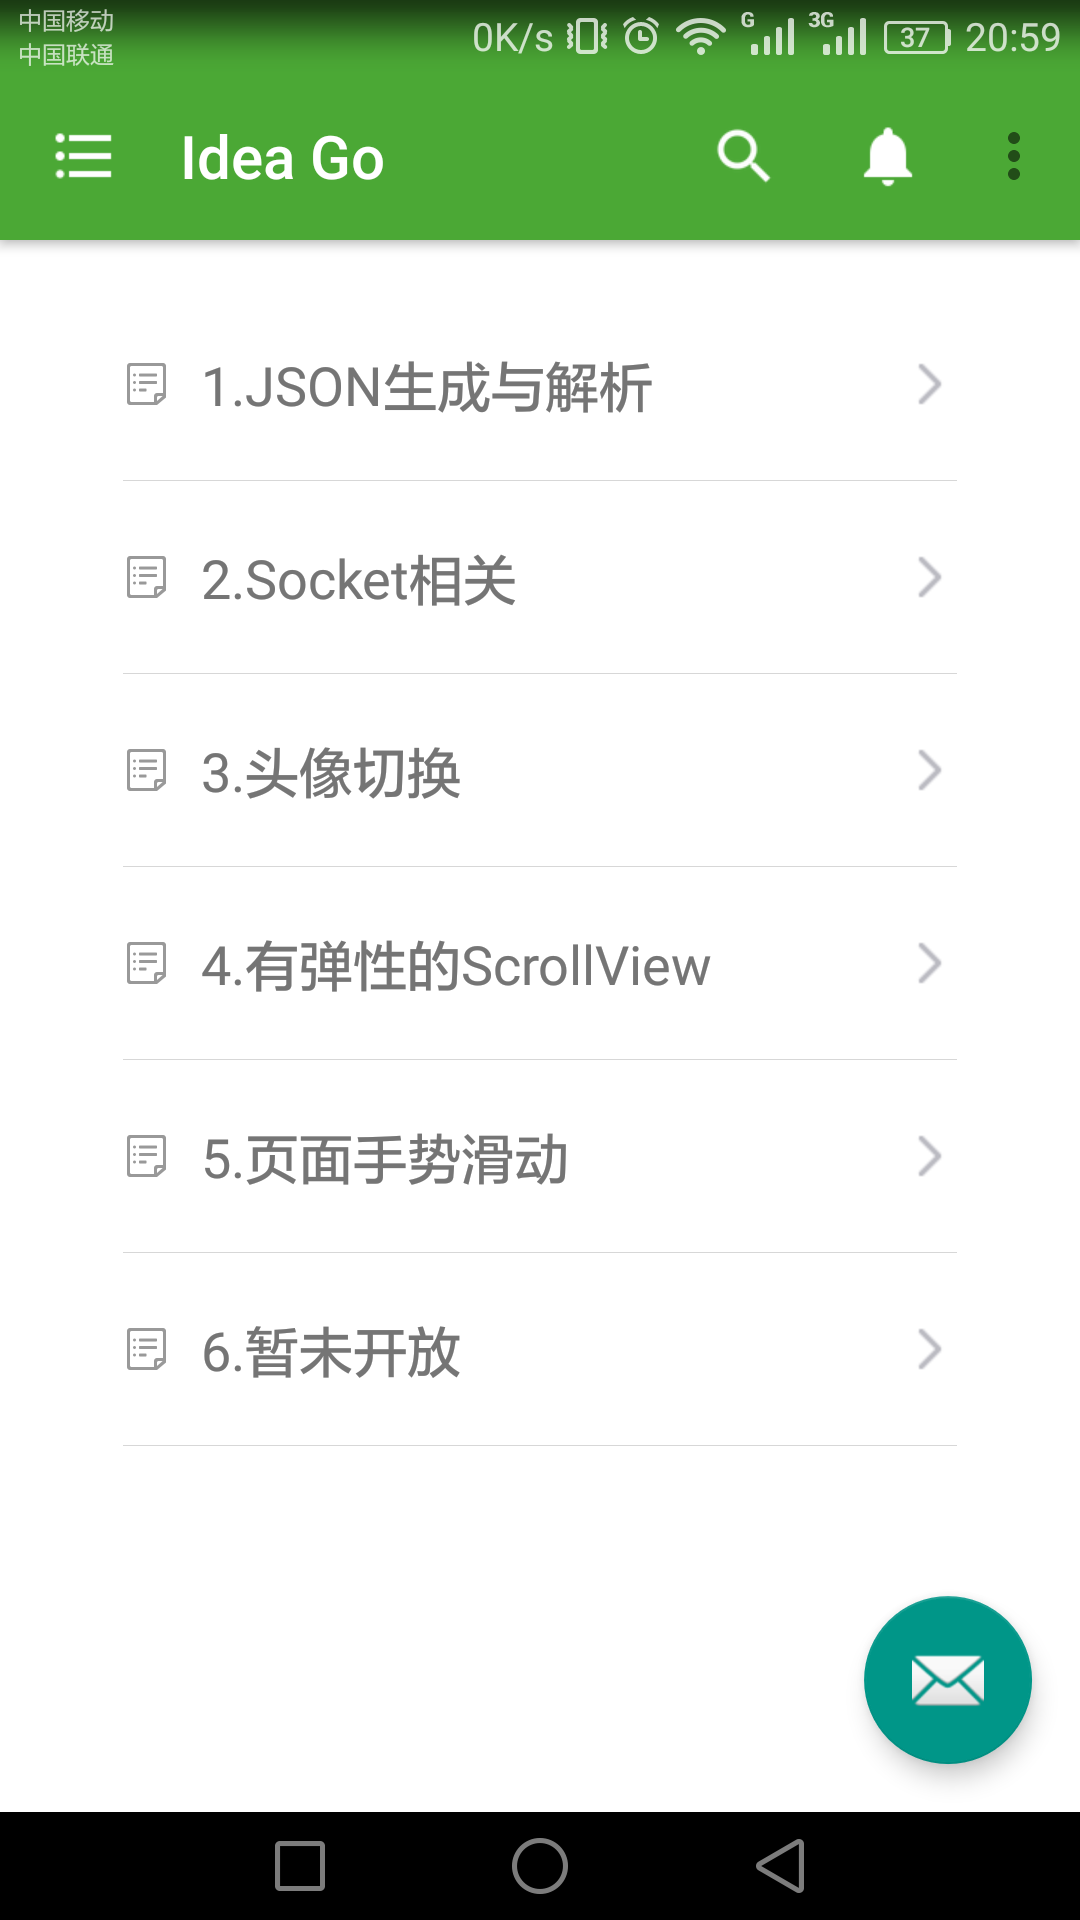 中国移动
中国联通
0K/s G 3G 37 20:59
Idea Go
1.JSON生成与解析
2.Socket相关
3.头像切换
4.有弹性的ScrollView
5.页面手势滑动
6.暂未开放